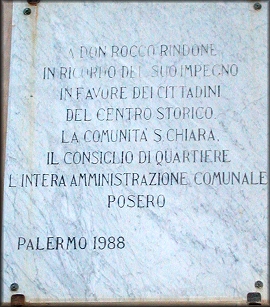 A DON ROCCO RINDONE
IN RICORDO DEL SUO IMPEGNO
IN FAVORE DEI CITTADINI
DEL CENTRO STORICO.
LA COMUNITÀ S. CHIARA,
IL CONSIGLIO DI QUARTIERE
L'INTERA AMMINISTRAZIONE COMUNALE
POSERO
PALERMO 1988